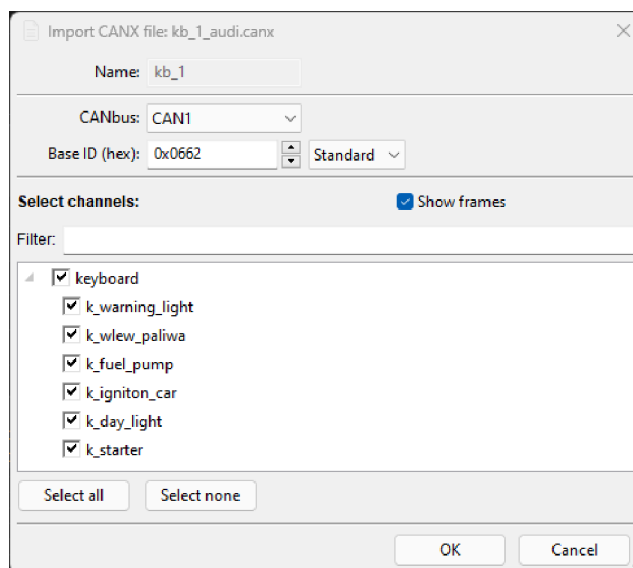 Import CANX file: kb_1_audi.canx
Name: kb_1
CANbus: CAN1
Base ID (hex): 0x0662 Standard
Select channels: Show frames
Filter:
keyboard
k_warning_light
k_wlew_paliwa
k_fuel_pump
k_igniton_car
k_day_light
k_starter
Select all Select none
OK Cancel